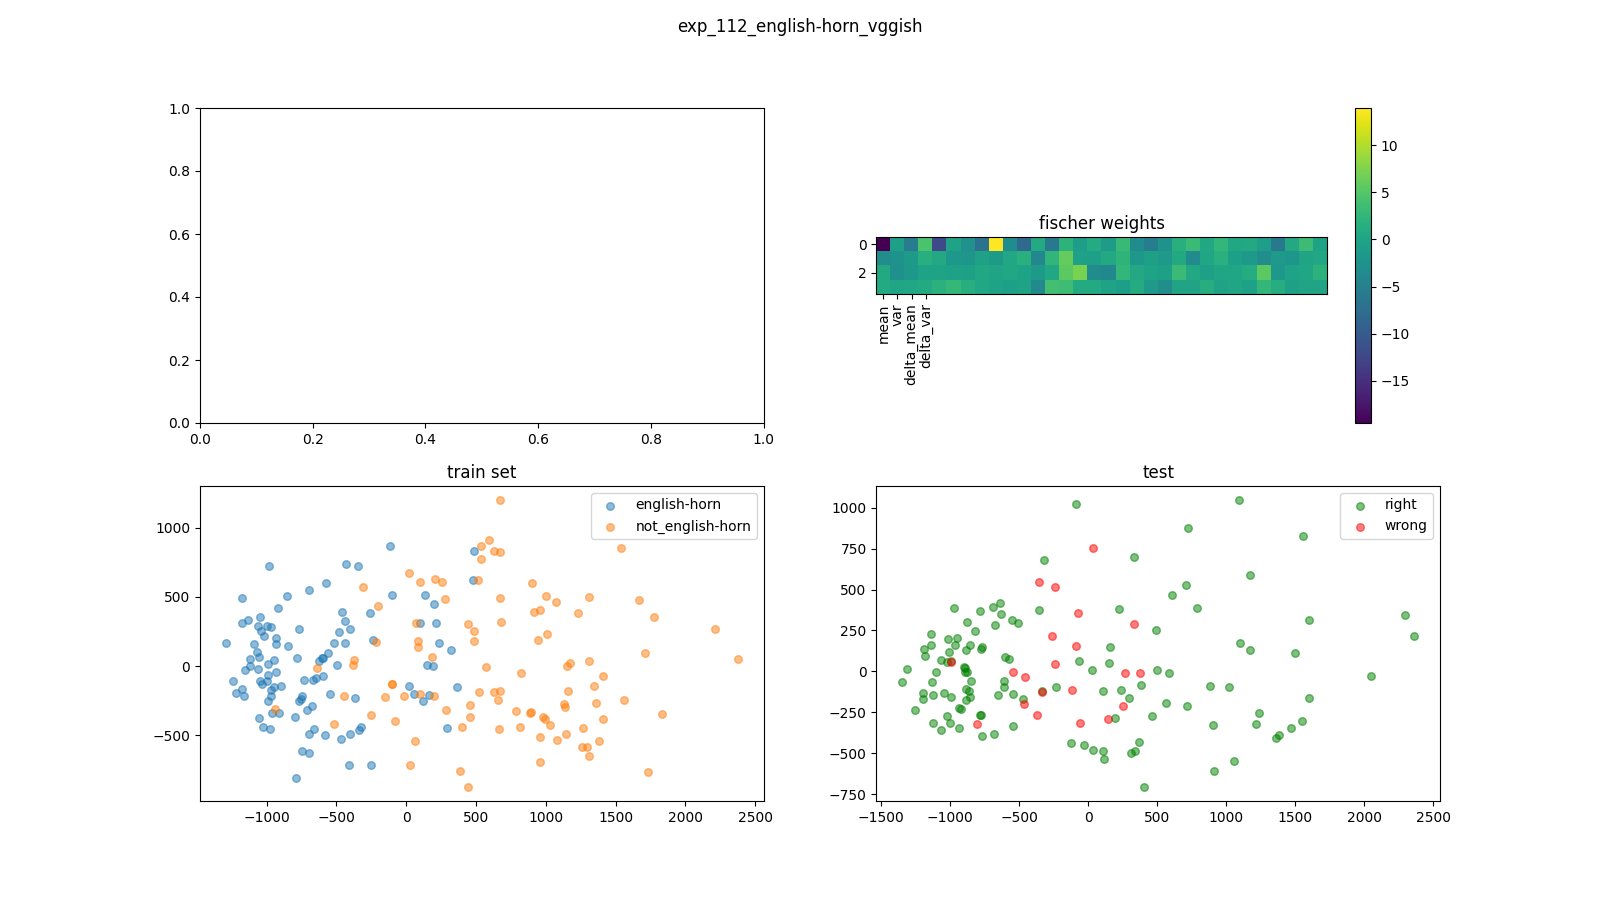 exp_112_english-horn_vggish
1.0
0.8
0.6
0.4
0.2
0.0
0.0 0.2 0.4 0.6 0.8 1.0
fischer weights
0
2
mean
var
delta_mean
delta_var
10
5
0
−5
−10
−15
train set
english-horn
not_english-horn
1000
500
0
−500
−1000 −500 0 500 1000 1500 2000 2500
test
right
wrong
1000
750
500
250
0
−250
−500
−750
−1500 −1000 −500 0 500 1000 1500 2000 2500